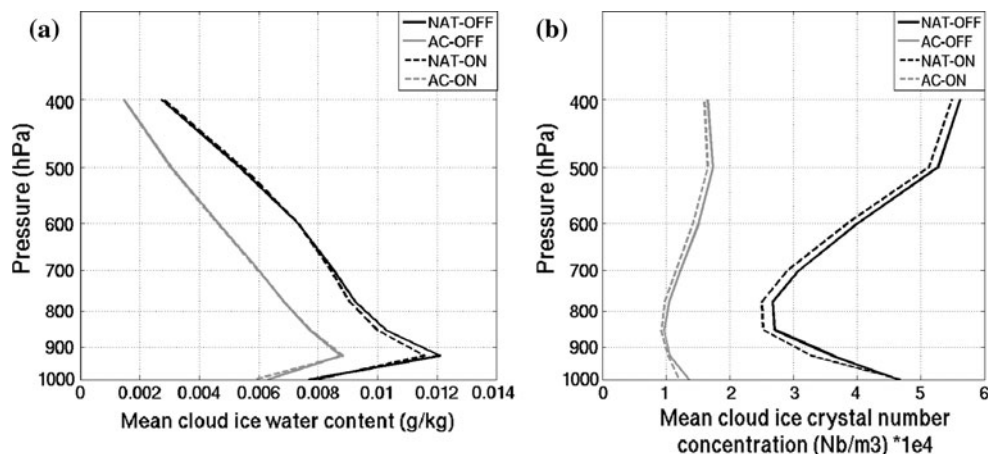 (a)
NAT-OFF
AC-OFF
NAT-ON
AC-ON
Pressure (hPa)
400
500
600
700
800
900
1000
0 0.002 0.004 0.006 0.008 0.010 0.012 0.014
Mean cloud ice water content (g/kg)
(b)
NAT-OFF
AC-OFF
NAT-ON
AC-ON
Pressure (hPa)
400
500
600
700
800
900
1000
0 1 2 3 4 5 6
Mean cloud ice crystal number
concentration (Nb/m3) *1e4